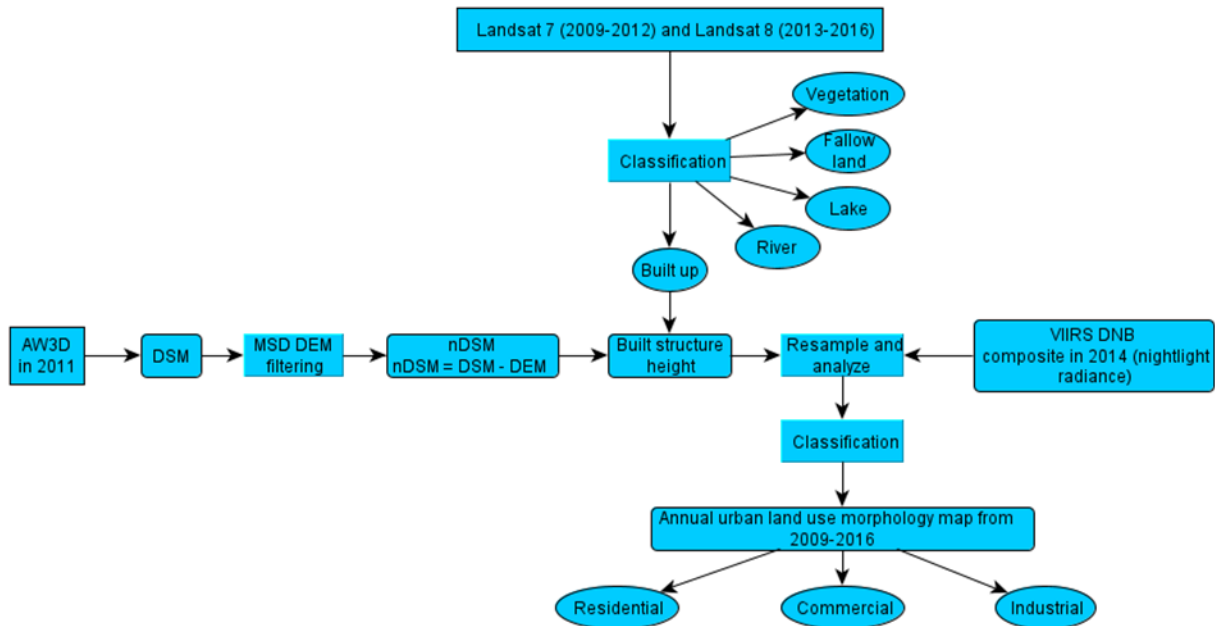 Landsat 7 (2009-2012) and Landsat 8 (2013-2016)
Vegetation
Classification
Fallow
land
Lake
River
Built up
AW3D
in 2011
DSM
MSD DEM
filtering
nDSM
nDSM = DSM - DEM
Built structure
height
Resample and
analyze
VIIRS DNB
composite in 2014 (nightlight
radiance)
Classification
Annual urban land use morphology map from
2009-2016
Residential
Commercial
Industrial